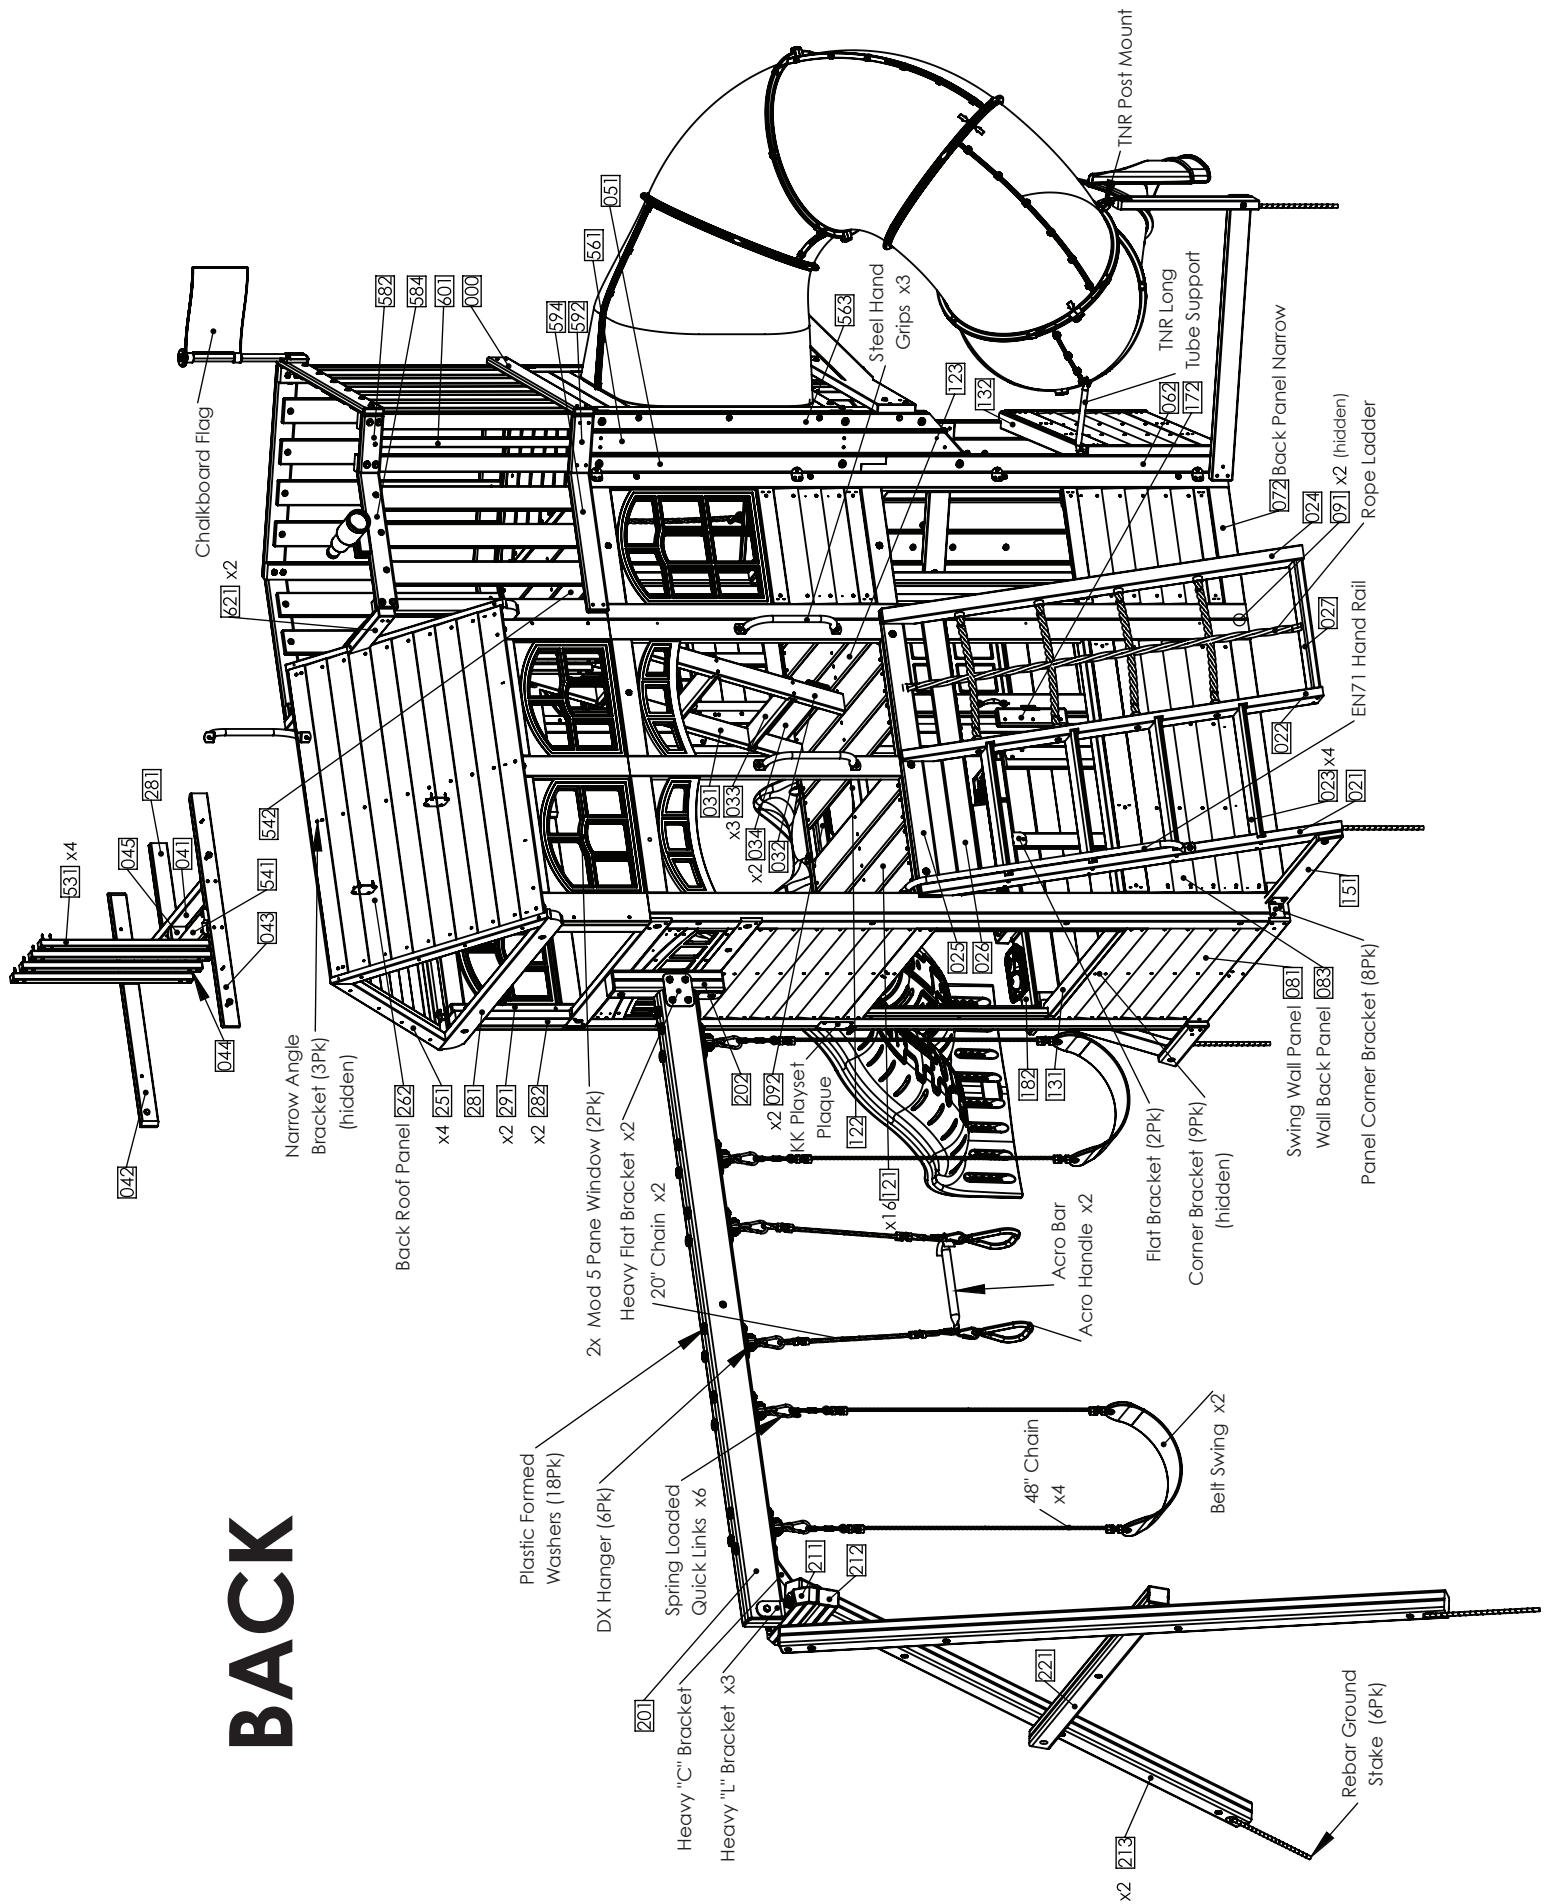 BACK
042
Narrow Angle
Bracket (3Pk)
(hidden)
044
043
541
041
045
281
531 x4
542
Chalkboard Flag
621 x2
582
584
601
000
594
592
561
051
Back Roof Panel 262
x4 251
281
x2 291
x2 282
Plastic Formed
Washers (18Pk)
DX Hanger (6Pk)
2x Mod 5 Pane Window (2Pk)
Heavy Flat Bracket x2
20" Chain x2
Spring Loaded
Quick Links x6
201
Heavy "C" Bracket
Heavy "L" Bracket x3
211
212
202
x2 092
KK Playset
Plaque
122
x16 121
031
x3 033
x2 034
032
563
Steel Hand
Grips x3
123
132
025
026
182
131
48" Chain
x4
Acro Bar
Acro Handle x2
221
x2 213
Belt Swing x2
Rebar Ground
Stake (6Pk)
TNR Post Mount
TNR Long
Tube Support
062
172
Flat Bracket (2Pk)
Corner Bracket (9Pk)
(hidden)
072 Back Panel Narrow
024
091 x2 (hidden)
Rope Ladder
027
EN71 Hand Rail
022
023 x4
021
151
Swing Wall Panel 081
Wall Back Panel 083
Panel Corner Bracket (8Pk)